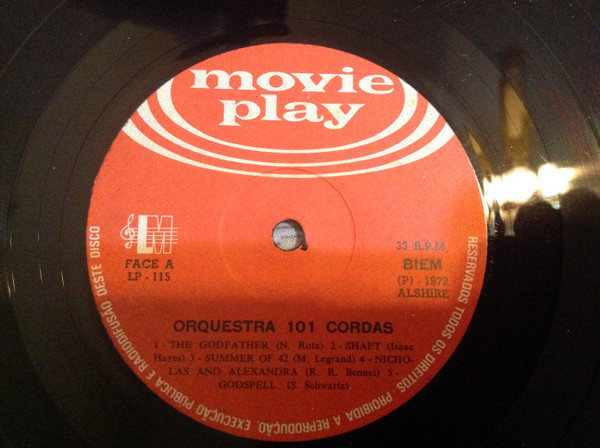 movie
play
LM
FACE A
LP - 115
33 R.P.M.
BIEM
(P) - 1972
ALSHIRE
ORQUESTRA 101 CORDAS
1 - THE GODFATHER (N. Rota) 2 - SHAFT (Isaac
Hayes) 3 - SUMMER OF 42 (M. Legrand) 4 - NICHO-
LAS AND ALEXANDRA (R. R. Bennet) 5 -
GODSPELL (S. Schwartz)
RESERVADOS TODOS OS DIREITOS PROIBIDA A REPRODUÇÃO, EXECUÇÃO PUBLICA E RADIODIFUSÃO DESTE DISCO